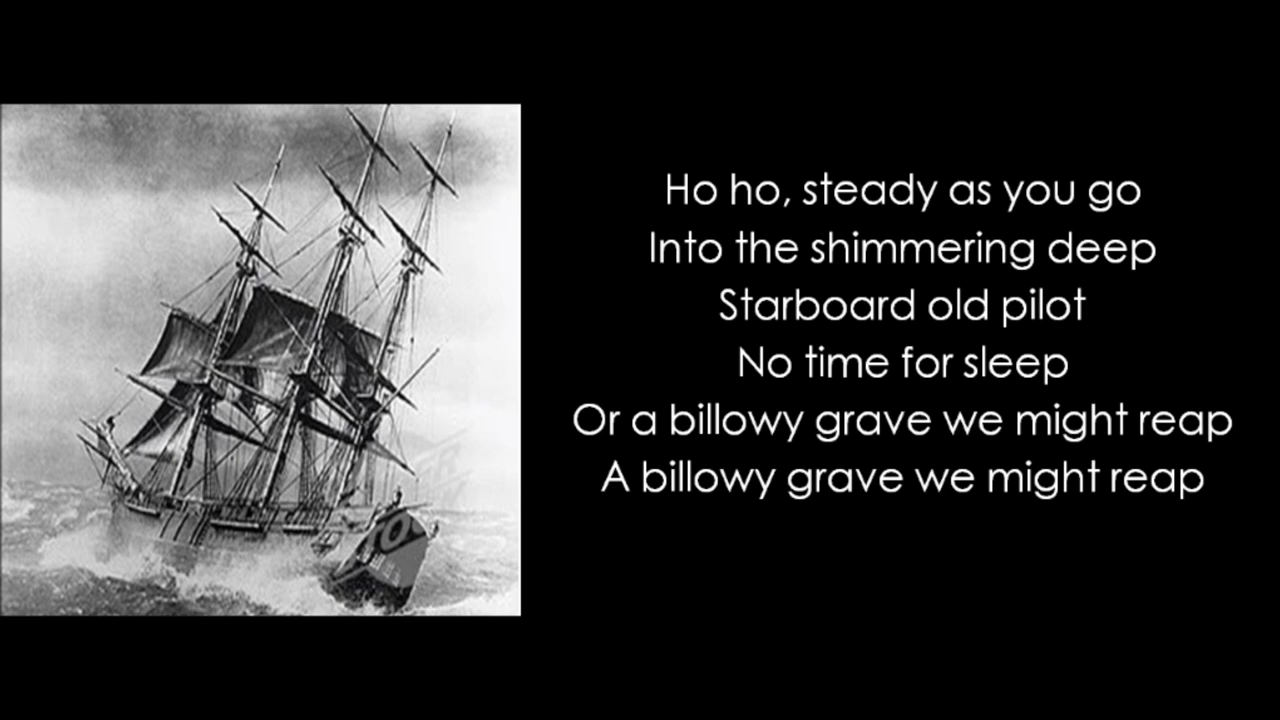 Ho ho, steady as you go
Into the shimmering deep
Starboard old pilot
No time for sleep
Or a billowy grave we might reap
A billowy grave we might reap